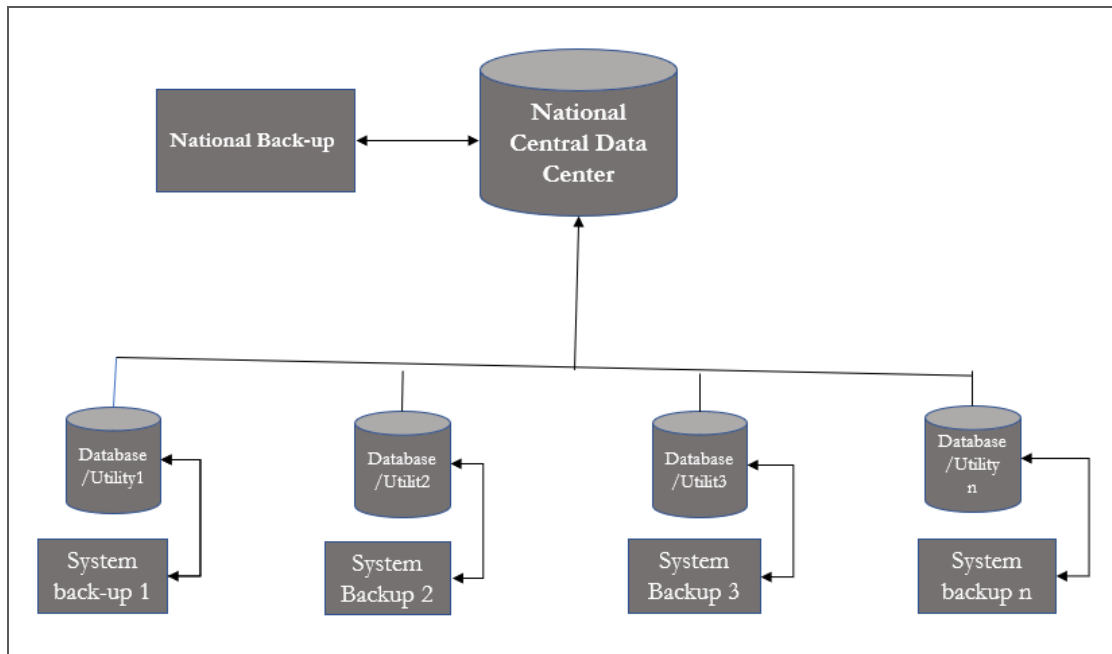 National Back-up
National
Central Data
Center
Database
/Utility1
Database
/Utilit2
Database
/Utilit3
Database
/Utility
n
System
back-up 1
System
Backup 2
System
Backup 3
System
backup n